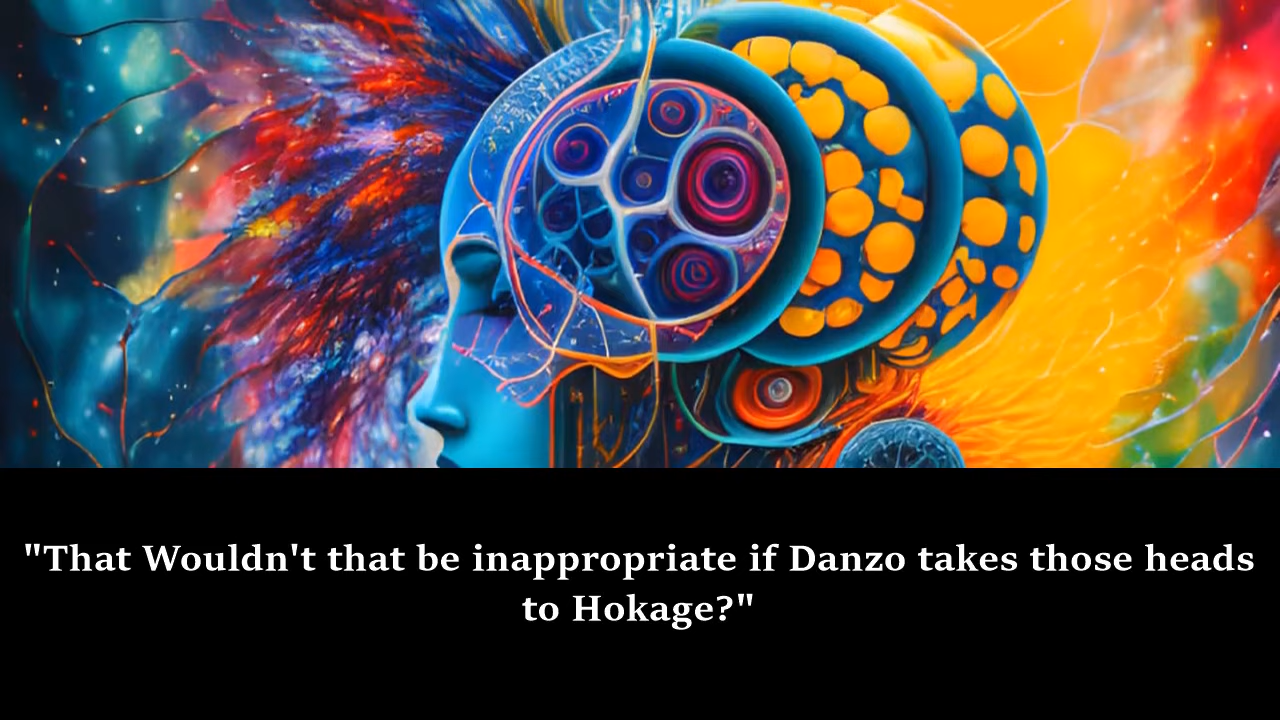 "That Wouldn't that be inappropriate if Danzo takes those heads
to Hokage?"